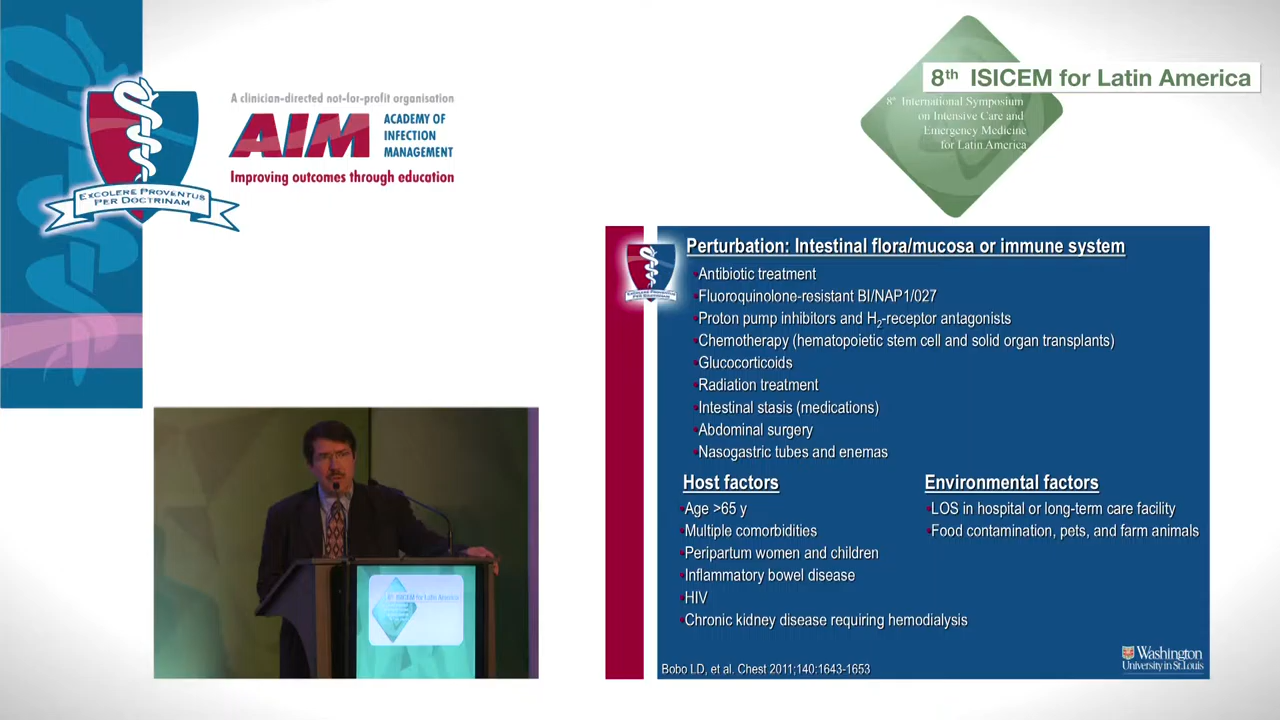 A clinician-directed not-for-profit organisation
AIM
ACADEMY OF
INFECTION
MANAGEMENT
Improving outcomes through education
EXCOLERE PROVENTUS
PER DOCTRINAM
8th ISICEM for Latin America
8th International Symposium
on Intensive Care and
Emergency Medicine
for Latin America
Perturbation: Intestinal flora/mucosa or immune system
•Antibiotic treatment
•Fluoroquinolone-resistant BI/NAP1/027
•Proton pump inhibitors and H2-receptor antagonists
•Chemotherapy (hematopoietic stem cell and solid organ transplants)
•Glucocorticoids
•Radiation treatment
•Intestinal stasis (medications)
•Abdominal surgery
•Nasogastric tubes and enemas
Host factors
•Age >65 y
•Multiple comorbidities
•Peripartum women and children
•Inflammatory bowel disease
•HIV
•Chronic kidney disease requiring hemodialysis
Environmental factors
•LOS in hospital or long-term care facility
•Food contamination, pets, and farm animals
Bobo LD, et al. Chest 2011;140:1643-1653
Washington
University in St.Louis
8th ISICEM for Latin America